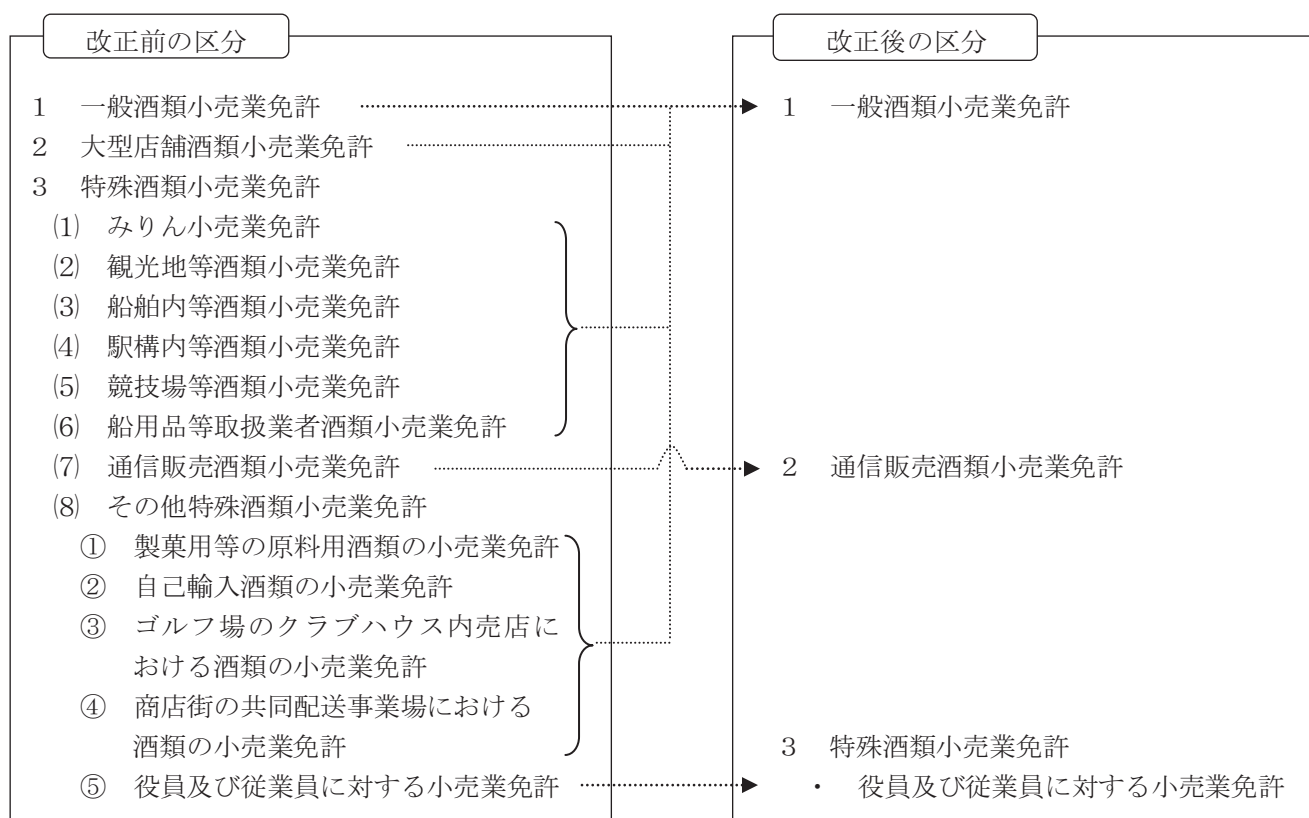 改正前の区分
１　一般酒類小売業免許
２　大型店舗酒類小売業免許
３　特殊酒類小売業免許
⑴　みりん小売業免許
⑵　観光地等酒類小売業免許
⑶　船舶内等酒類小売業免許
⑷　駅構内等酒類小売業免許
⑸　競技場等酒類小売業免許
⑹　船用品等取扱業者酒類小売業免許
⑺　通信販売酒類小売業免許
⑻　その他特殊酒類小売業免許
①　製菓用等の原料用酒類の小売業免許
②　自己輸入酒類の小売業免許
③　ゴルフ場のクラブハウス内売店に
おける酒類の小売業免許
④　商店街の共同配送事業場における
酒類の小売業免許
⑤　役員及び従業員に対する小売業免許
改正後の区分
１　一般酒類小売業免許
２　通信販売酒類小売業免許
３　特殊酒類小売業免許
・　役員及び従業員に対する小売業免許